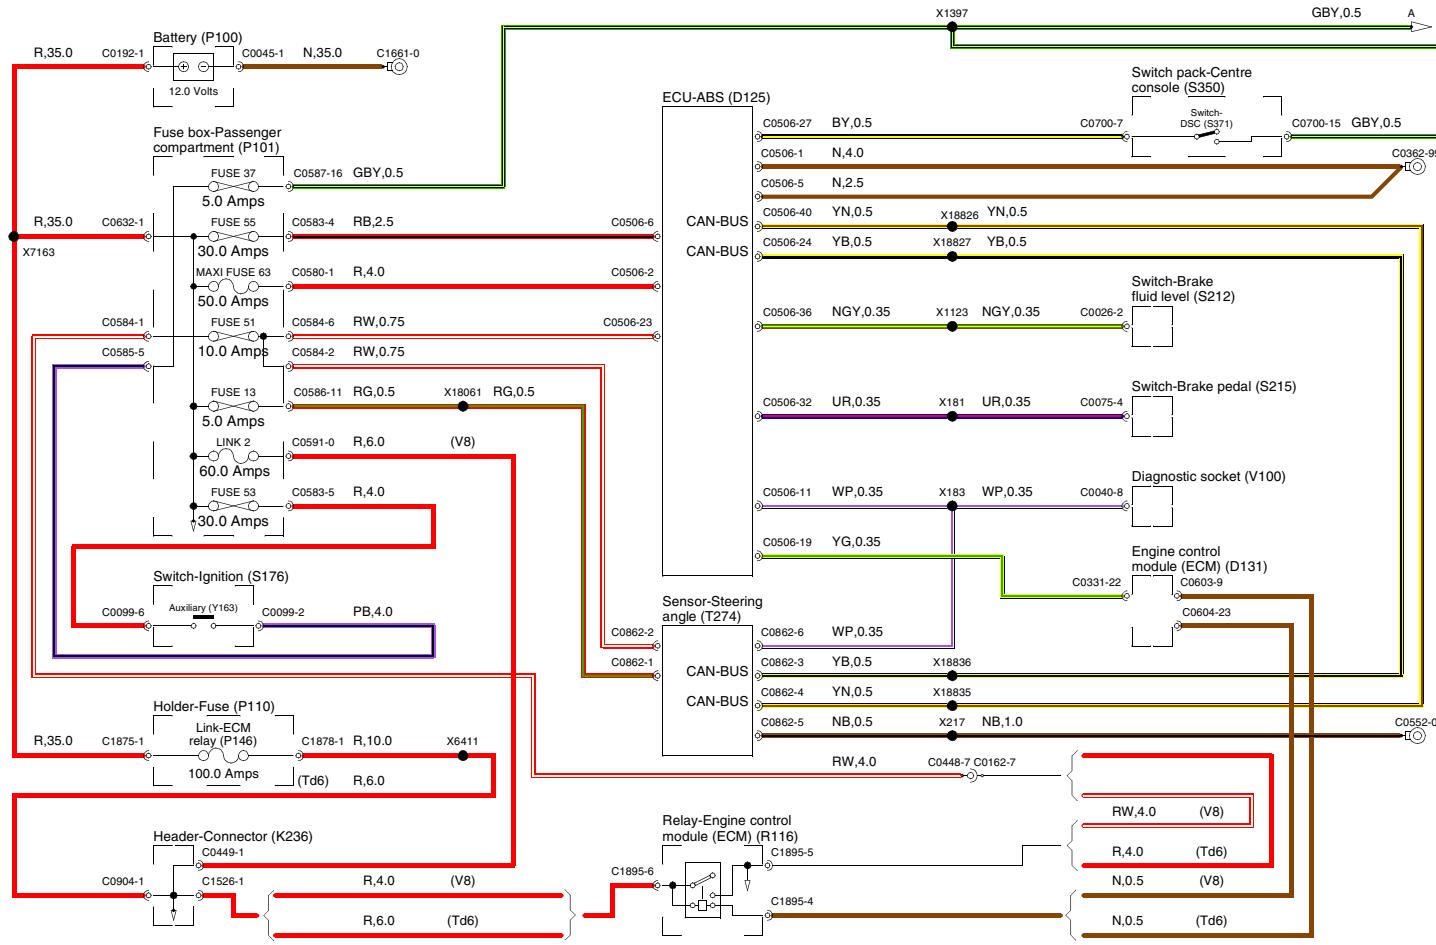 X1397
GBY,0.5
A
Battery (P100)
R,35.0
C0192-1
C0045-1
N,35.0
C1661-0
12.0 Volts
Switch pack-Centre
console (S350)
Switch-
DSC (S371)
C0700-7
C0700-15
GBY,0.5
ECU-ABS (D125)
C0506-27
BY,0.5
C0506-1
N,4.0
C0362-99
C0506-5
N,2.5
Fuse box-Passenger
compartment (P101)
FUSE 37
5.0 Amps
C0587-16
GBY,0.5
R,35.0
C0632-1
X7163
FUSE 55
30.0 Amps
C0583-4
RB,2.5
C0506-6
CAN-BUS
C0506-40
YN,0.5
X18826
YN,0.5
CAN-BUS
C0506-24
YB,0.5
X18827
YB,0.5
MAXI FUSE 63
50.0 Amps
C0580-1
R,4.0
C0506-2
Switch-Brake
fluid level (S212)
C0584-1
FUSE 51
10.0 Amps
C0584-6
RW,0.75
C0506-23
C0506-36
NGY,0.35
X1123
NGY,0.35
C0026-2
C0585-5
C0584-2
RW,0.75
Switch-Brake pedal (S215)
FUSE 13
5.0 Amps
C0586-11
RG,0.5
X18061
RG,0.5
C0506-32
UR,0.35
X181
UR,0.35
C0075-4
LINK 2
60.0 Amps
C0591-0
R,6.0
(V8)
Diagnostic socket (V100)
FUSE 53
30.0 Amps
C0583-5
R,4.0
C0506-11
WP,0.35
X183
WP,0.35
C0040-8
C0506-19
YG,0.35
Engine control
module (ECM) (D131)
C0331-22
C0603-9
C0604-23
Switch-Ignition (S176)
Auxiliary (Y163)
C0099-6
C0099-2
PB,4.0
Sensor-Steering
angle (T274)
C0862-2
C0862-6
WP,0.35
C0862-1
CAN-BUS
C0862-3
YB,0.5
X18836
CAN-BUS
C0862-4
YN,0.5
X18835
C0862-5
NB,0.5
X217
NB,1.0
C0552-0
Holder-Fuse (P110)
Link-ECM
relay (P146)
100.0 Amps
R,35.0
C1875-1
C1878-1
R,10.0
X6411
(Td6)
R,6.0
RW,4.0
C0448-7
C0162-7
RW,4.0
(V8)
R,4.0
(Td6)
Header-Connector (K236)
C0449-1
C0904-1
C1526-1
R,4.0
(V8)
R,6.0
(Td6)
Relay-Engine control
module (ECM) (R116)
C1895-6
C1895-5
C1895-4
N,0.5
(V8)
N,0.5
(Td6)